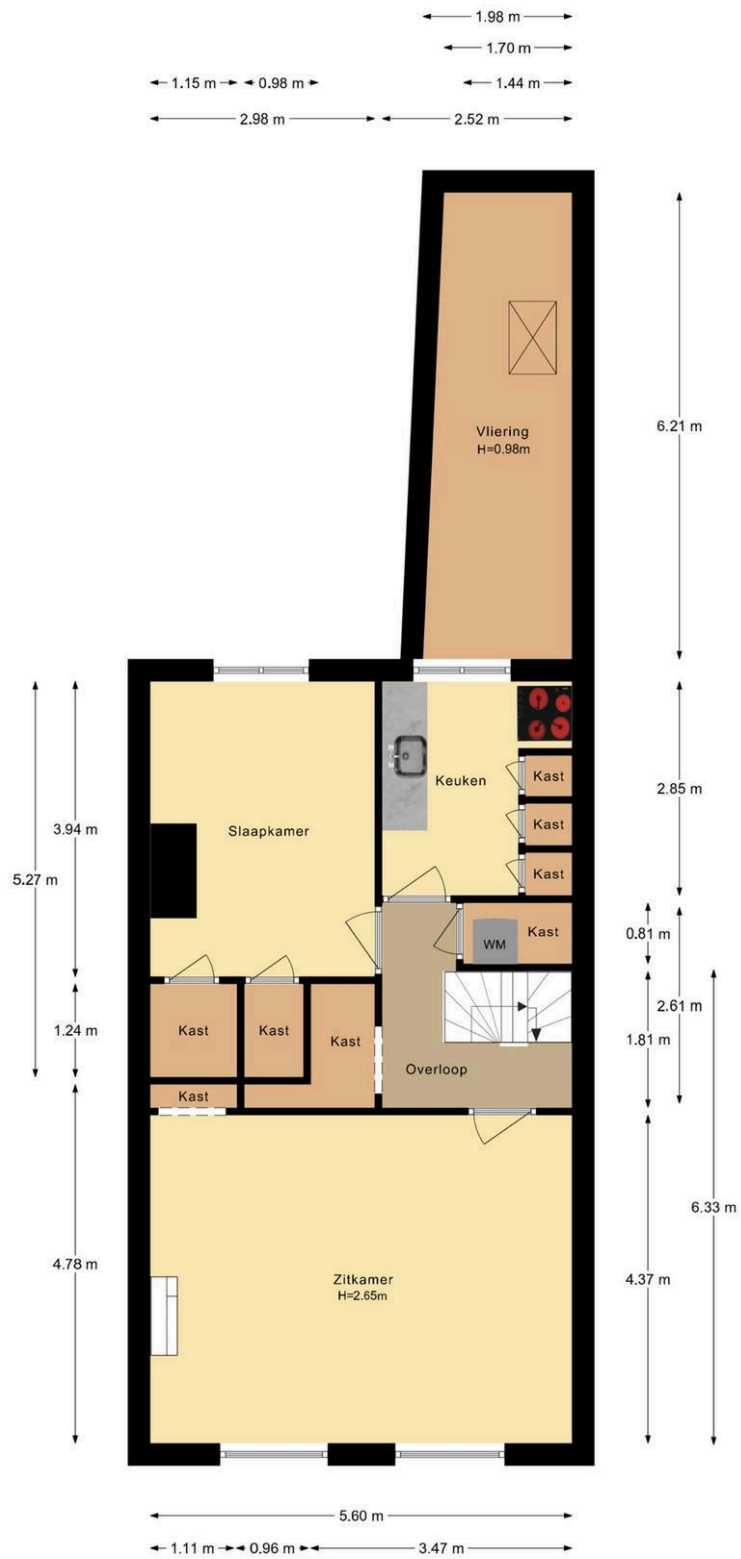 1.98 m
1.70 m
1.15 m
0.98 m
1.44 m
2.98 m
2.52 m
Vliering
H=0.98m
6.21 m
Keuken
Kast
Kast
Kast
2.85 m
Slaapkamer
3.94 m
5.27 m
WM
Kast
0.81 m
2.61 m
Kast
Kast
Kast
1.24 m
1.81 m
Overloop
Kast
6.33 m
4.78 m
Zitkamer
H=2.65m
4.37 m
5.60 m
1.11 m
0.96 m
3.47 m